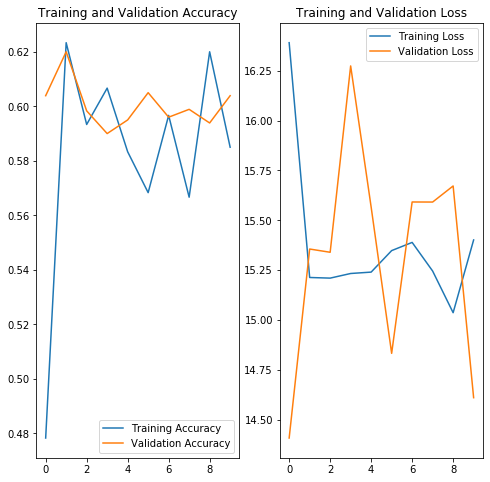 Training and Validation Accuracy
0.62
0.60
0.58
0.56
0.54
0.52
0.50
0.48
0 2 4 6 8
Training Accuracy
Validation Accuracy
Training and Validation Loss
16.25
16.00
15.75
15.50
15.25
15.00
14.75
14.50
0 2 4 6 8
Training Loss
Validation Loss